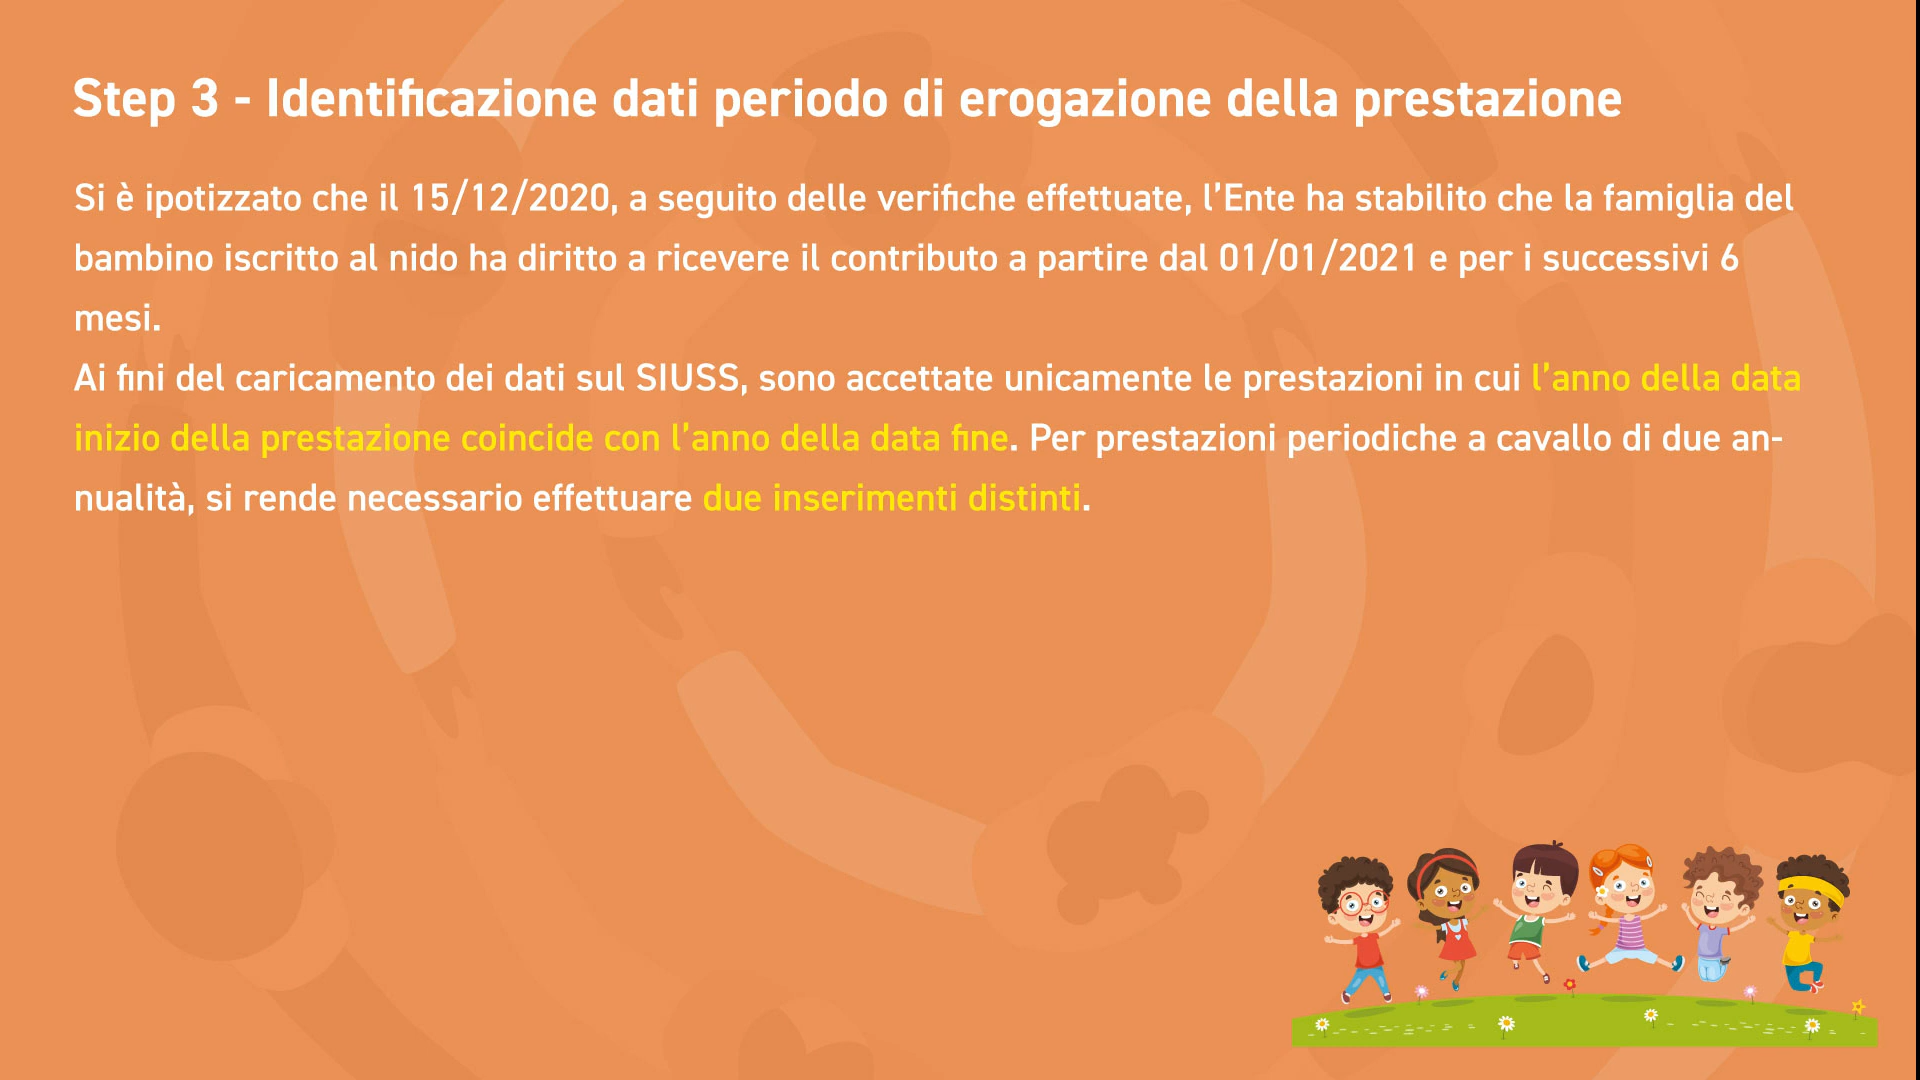 Step 3 - Identificazione dati periodo di erogazione della prestazione
Si è ipotizzato che il 15/12/2020, a seguito delle verifiche effettuate, l’Ente ha stabilito che la famiglia del
bambino iscritto al nido ha diritto a ricevere il contributo a partire dal 01/01/2021 e per i successivi 6
mesi.
Ai fini del caricamento dei dati sul SIUSS, sono accettate unicamente le prestazioni in cui l’anno della data
inizio della prestazione coincide con l’anno della data fine. Per prestazioni periodiche a cavallo di due an-
nualità, si rende necessario effettuare due inserimenti distinti.